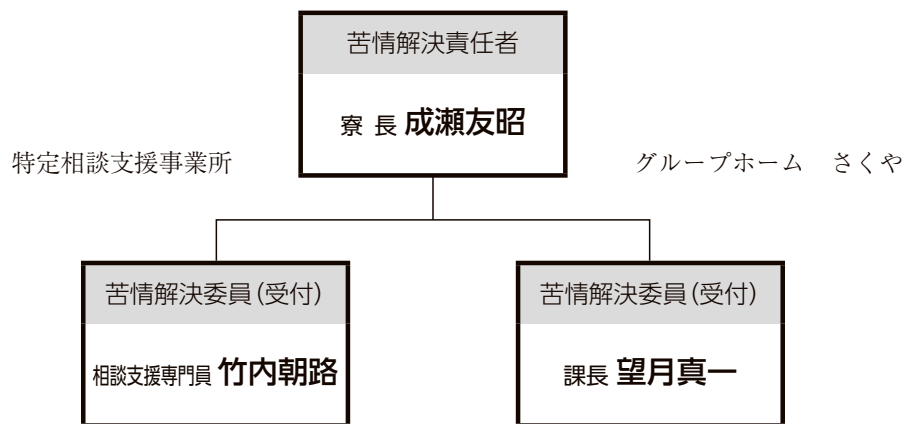 苦情解決責任者
寮 長 成瀬友昭
特定相談支援事業所
グループホーム　さくや
苦情解決委員(受付)
相談支援専門員 竹内朝路
苦情解決委員(受付)
課長 望月真一